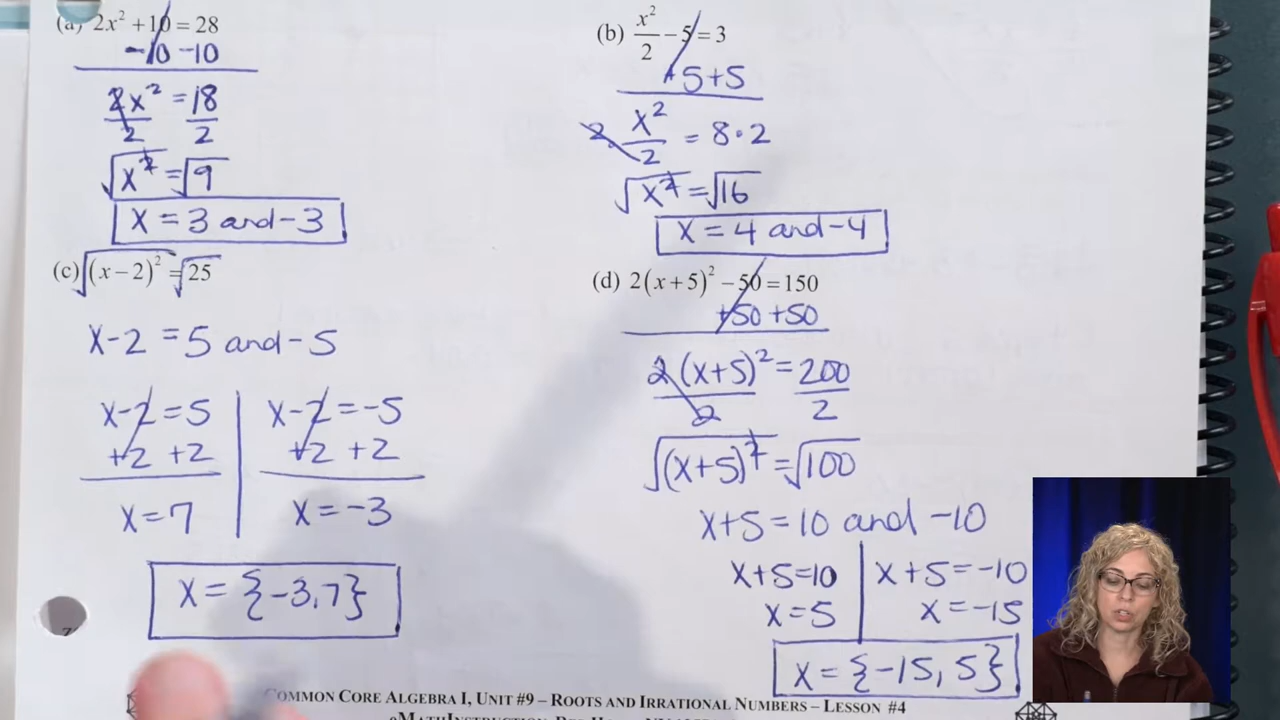 (a) 2x² + 10 = 28
-10 -10
2x² = 18
2 2
√x² = √9
x = 3 and -3
(b) x²/2 - 5 = 3
+5 +5
2 · x²/2 = 8 · 2
√x² = √16
x = 4 and -4
(c) √(x - 2)² = √25
x - 2 = 5 and -5
x - 2 = 5 | x - 2 = -5
+2 +2 | +2 +2
x = 7 | x = -3
x = {-3, 7}
(d) 2(x + 5)² - 50 = 150
+50 +50
2(x + 5)² = 200
2 2
√(x + 5)² = √100
x + 5 = 10 and -10
x + 5 = 10 | x + 5 = -10
x = 5 | x = -15
x = {-15, 5}
COMMON CORE ALGEBRA I, UNIT #9 – ROOTS AND IRRATIONAL NUMBERS – LESSON #4